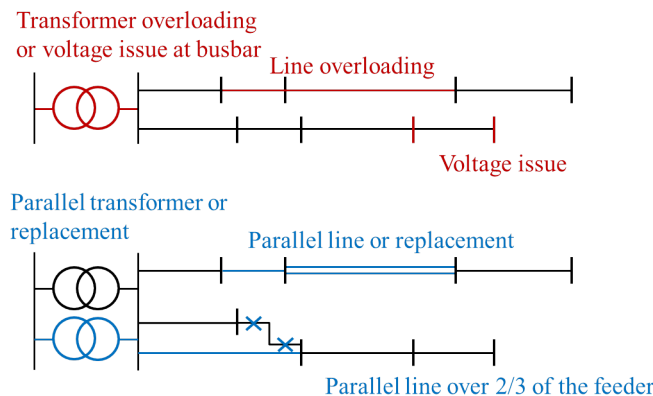 Transformer overloading
or voltage issue at busbar
Line overloading
Voltage issue
Parallel transformer or
replacement
Parallel line or replacement
Parallel line over 2/3 of the feeder